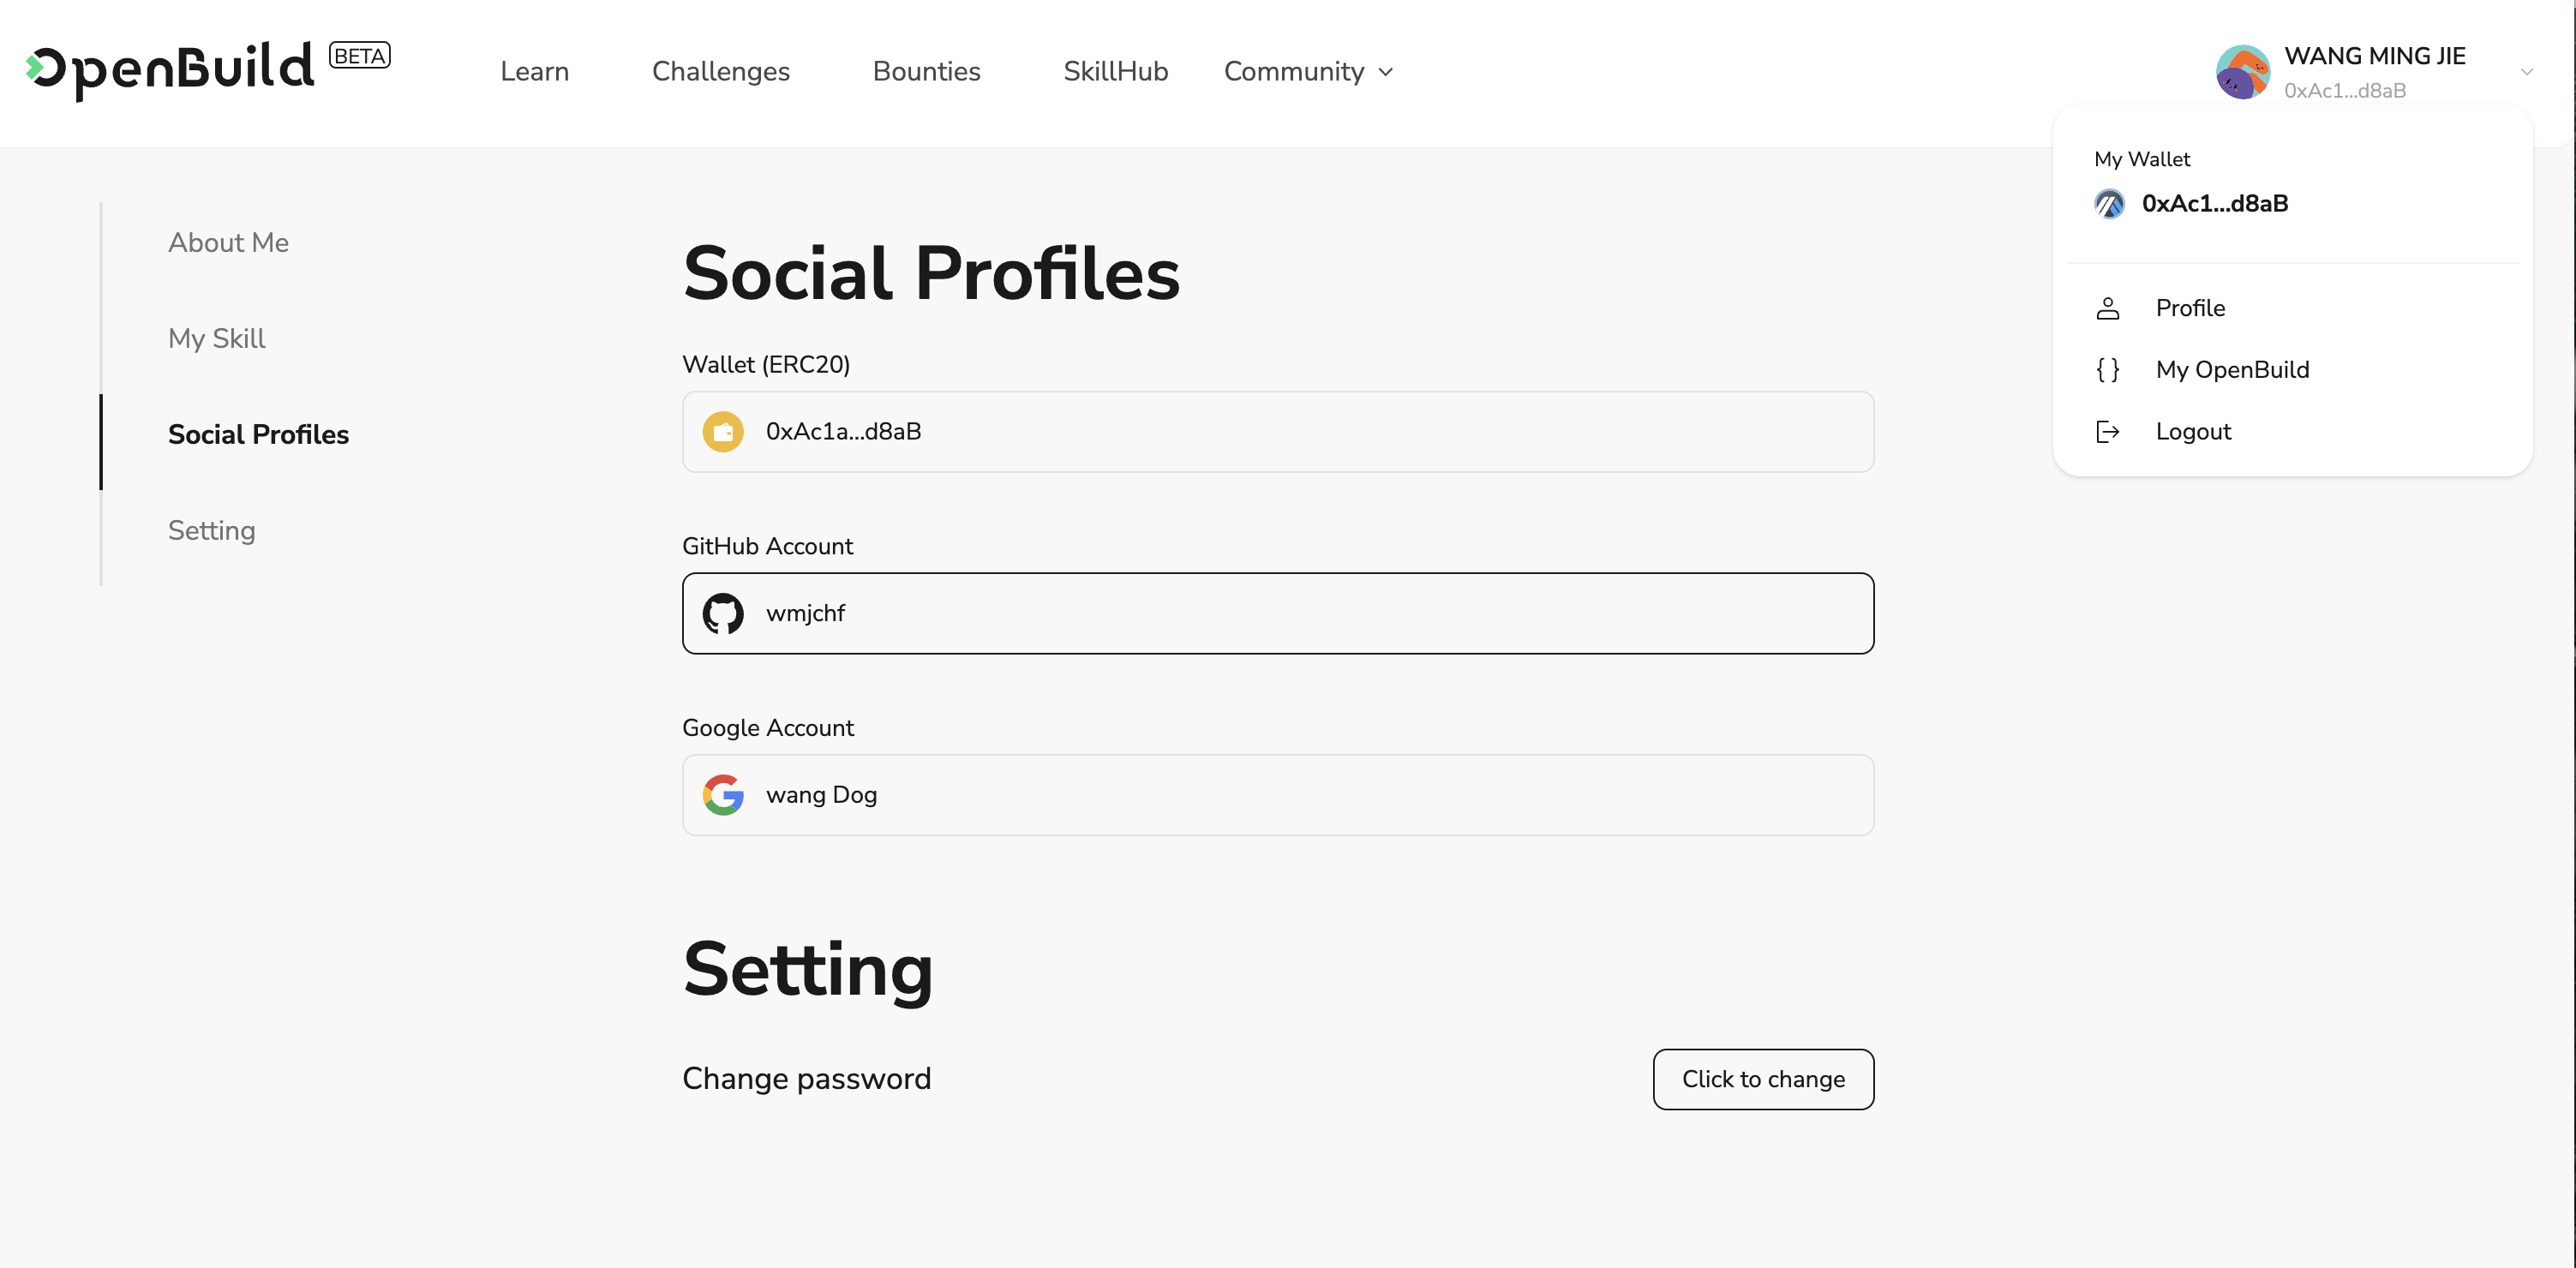 OpenBuild BETA
Learn Challenges Bounties SkillHub Community
WANG MING JIE
0xAc1...d8aB
My Wallet
0xAc1...d8aB
Profile
My OpenBuild
Logout
About Me
My Skill
Social Profiles
Setting
Social Profiles
Wallet (ERC20)
0xAc1a...d8aB
GitHub Account
wmjchf
Google Account
wang Dog
Setting
Change password
Click to change